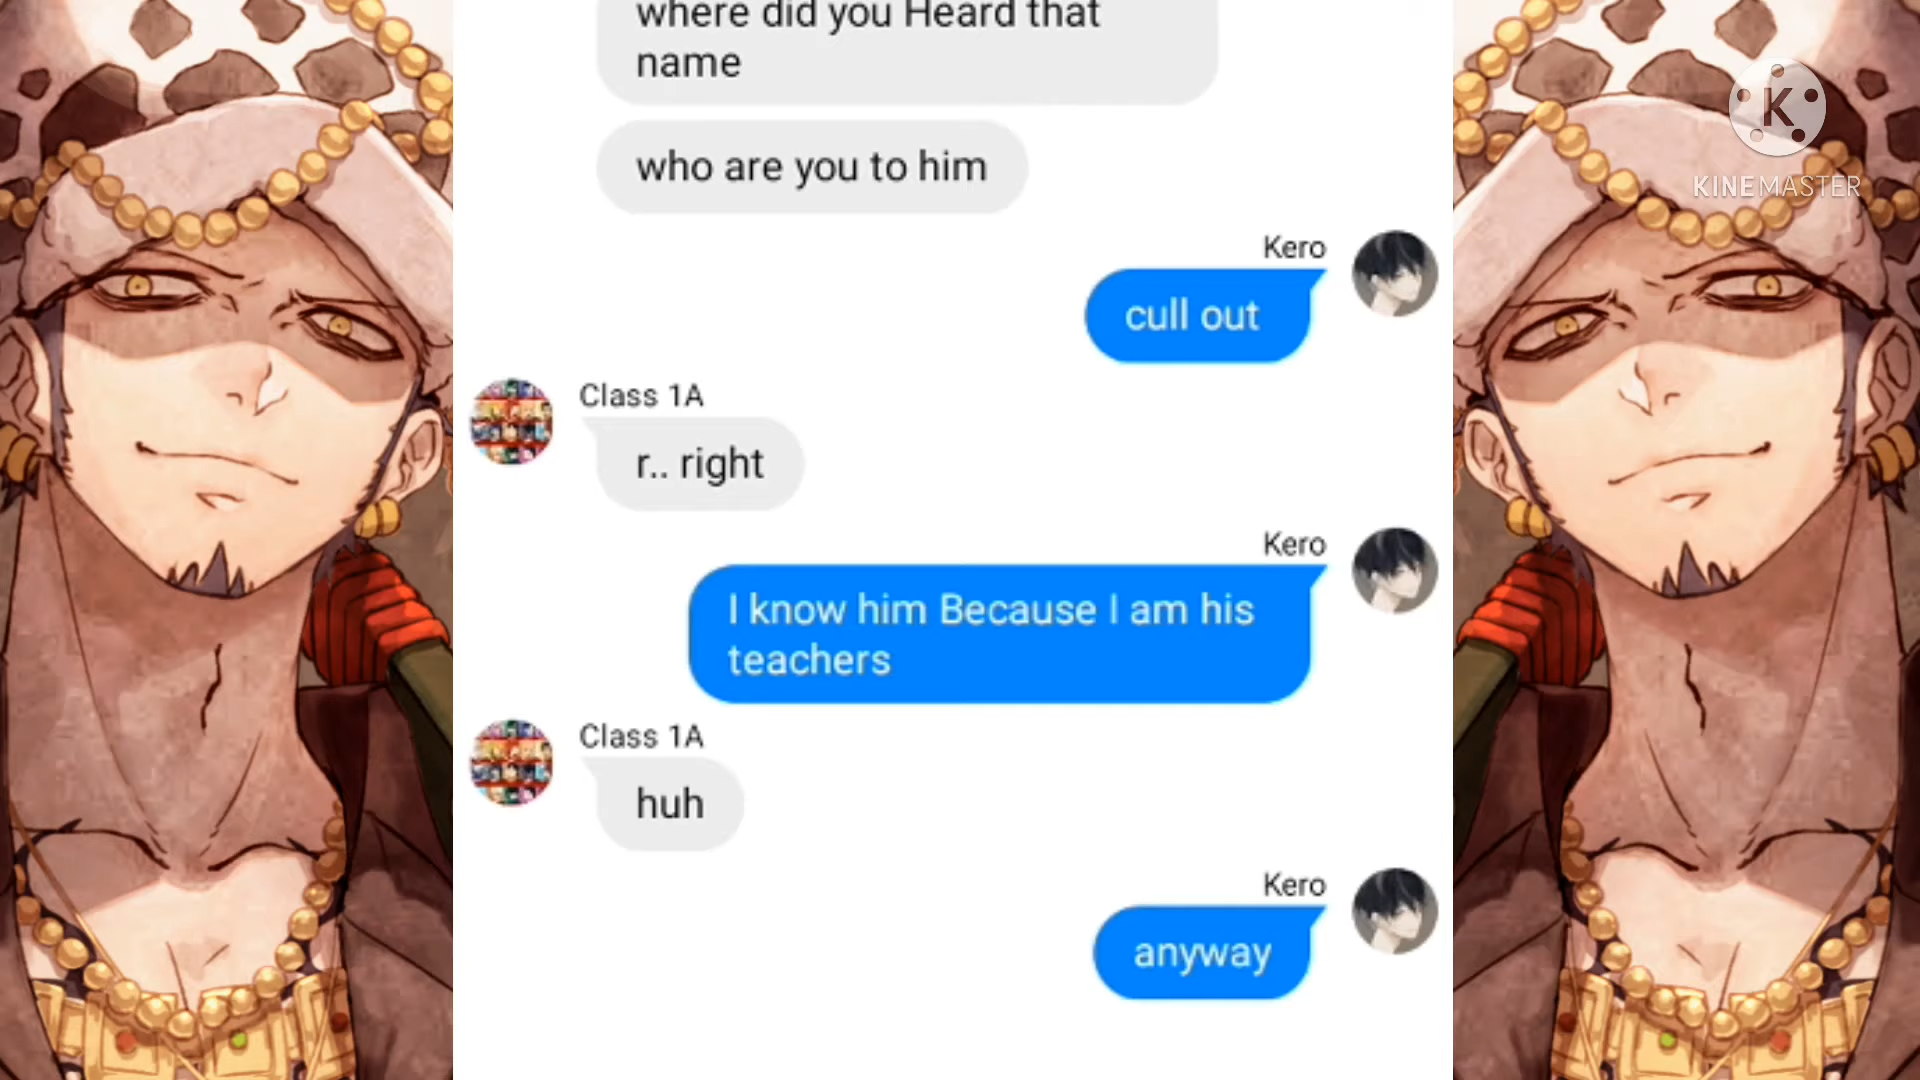 where did you Heard that
name
who are you to him
Kero
cull out
Class 1A
r.. right
Kero
I know him Because I am his
teachers
Class 1A
huh
Kero
anyway
K
KINEMASTER